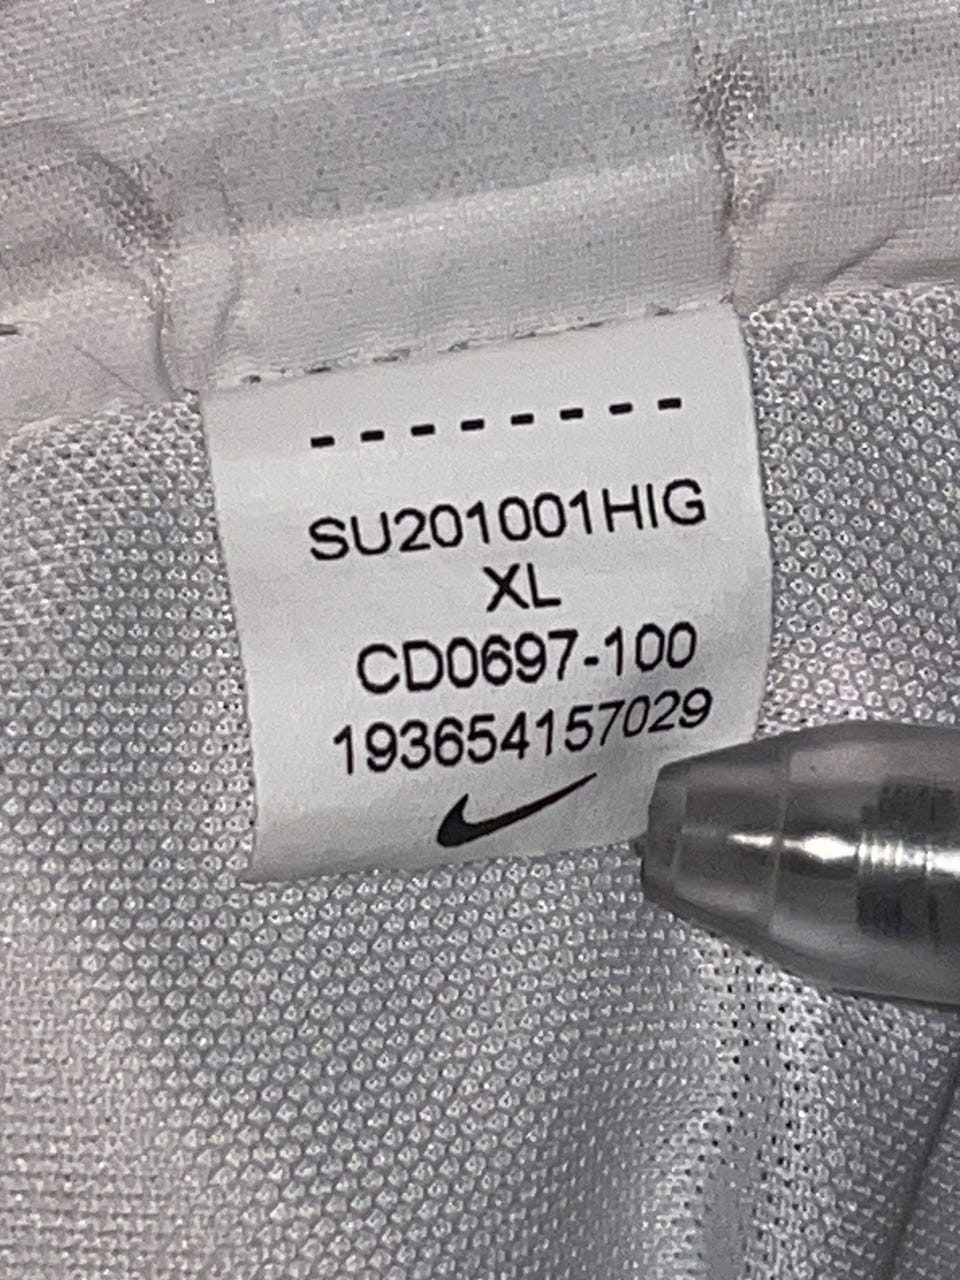 --------
SU201001HIG
XL
CD0697-100
193654157029